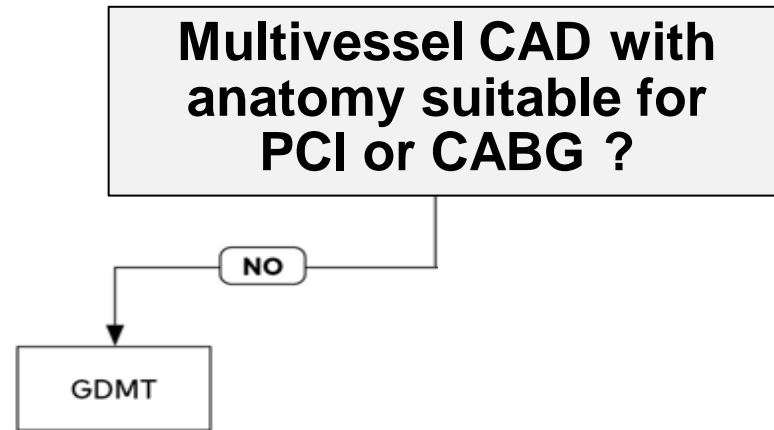 Multivessel CAD with
anatomy suitable for
PCI or CABG ?
NO
GDMT